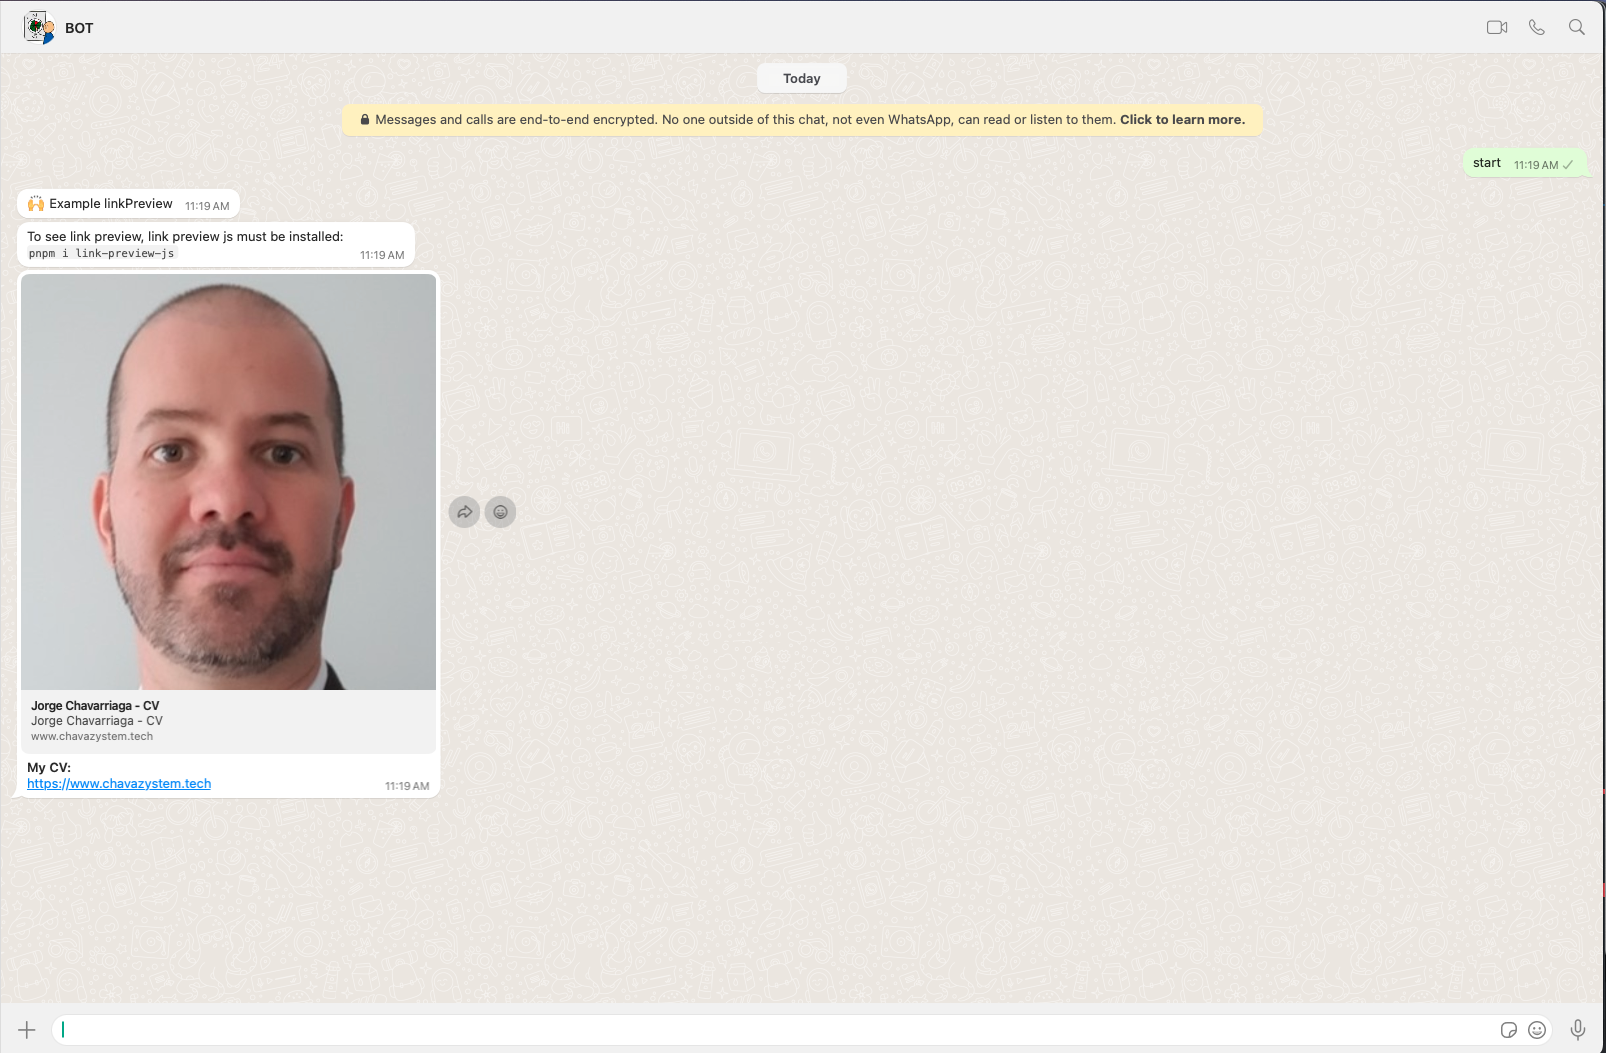 BOT
Today
Messages and calls are end-to-end encrypted. No one outside of this chat, not even WhatsApp, can read or listen to them. Click to learn more.
start 11:19 AM
🙌 Example linkPreview 11:19 AM
To see link preview, link preview js must be installed:
pnpm i link-preview-js 11:19 AM
Jorge Chavarriaga - CV
Jorge Chavarriaga - CV
www.chavazystem.tech
My CV:
https://www.chavazystem.tech 11:19 AM